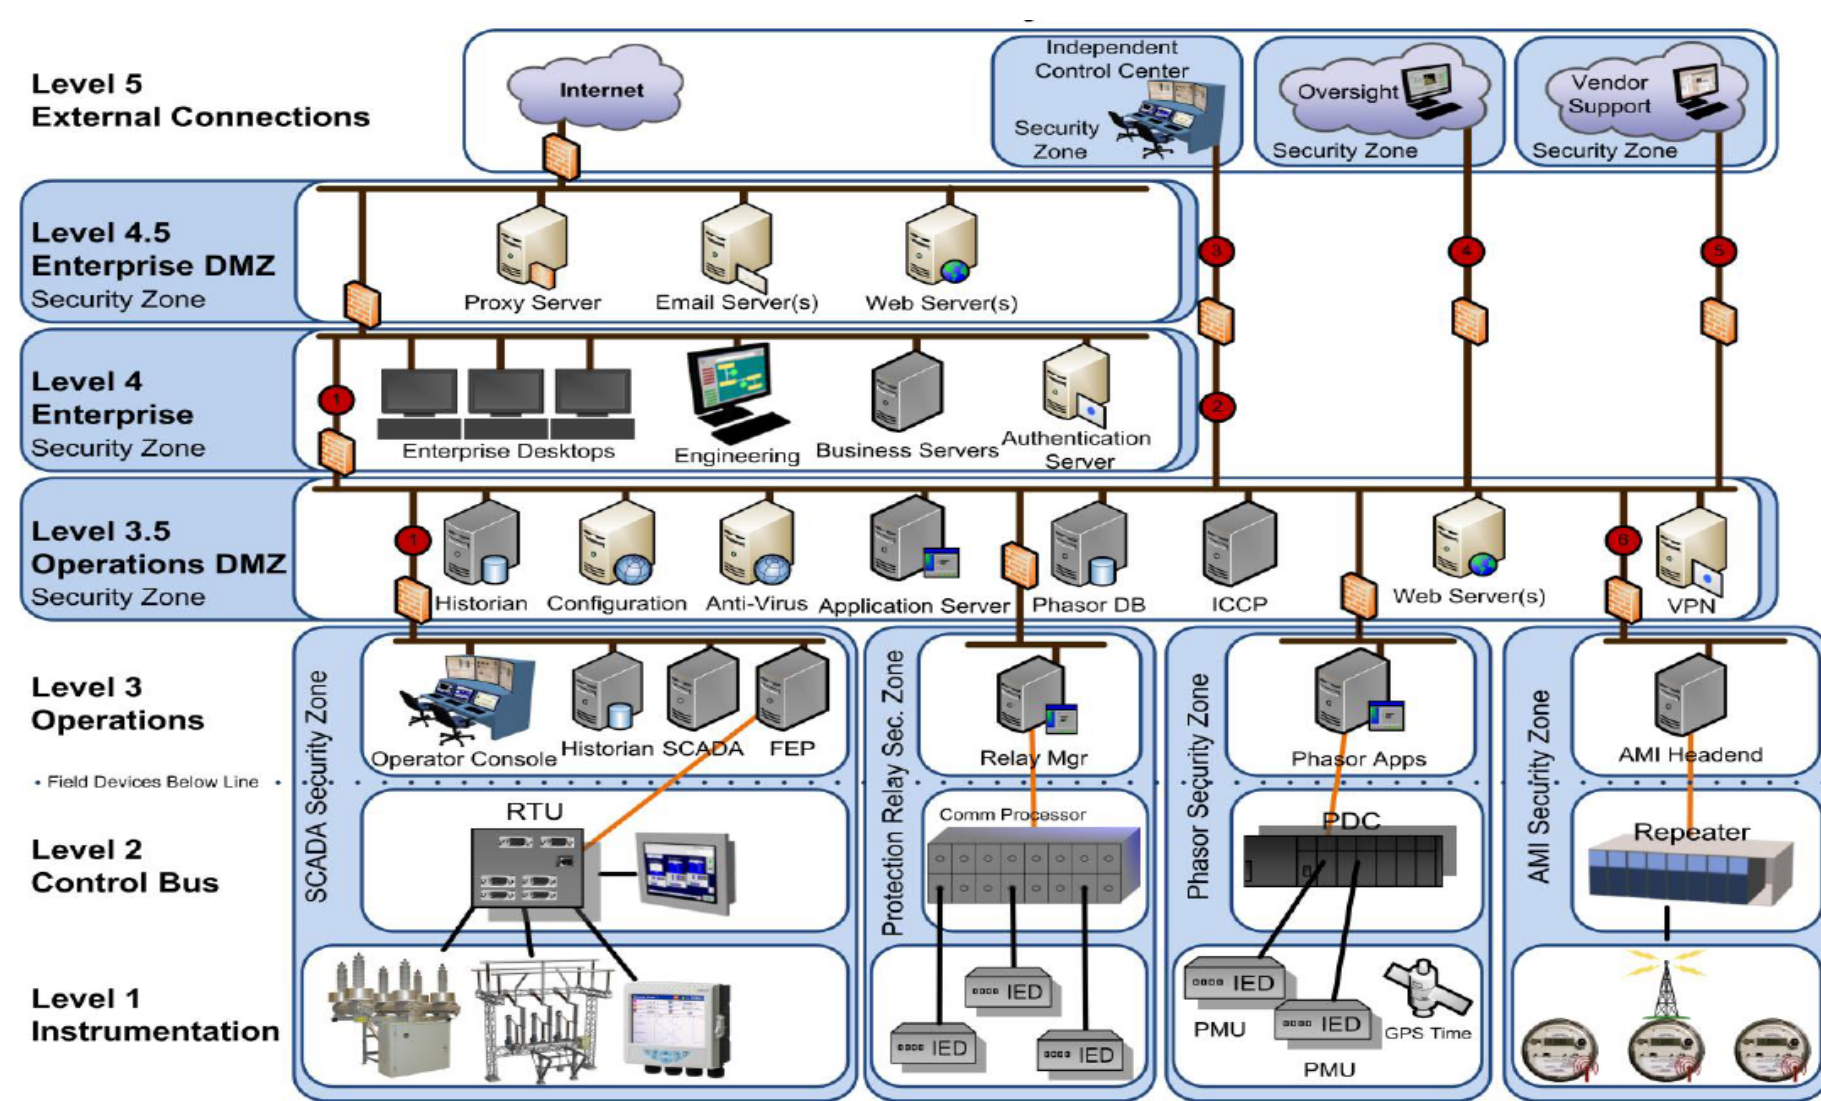 Level 5
External Connections
Internet
Independent
Control Center
Security
Zone
Oversight
Security Zone
Vendor
Support
Security Zone
Level 4.5
Enterprise DMZ
Security Zone
Proxy Server
Email Server(s)
Web Server(s)
3
4
5
Level 4
Enterprise
Security Zone
1
Enterprise Desktops
Engineering
Business Servers
Authentication
Server
2
Level 3.5
Operations DMZ
Security Zone
1
Historian
Configuration
Anti-Virus
Application Server
Phasor DB
ICCP
Web Server(s)
6
VPN
Level 3
Operations
SCADA Security Zone
Operator Console
Historian
SCADA
FEP
Protection Relay Sec. Zone
Relay Mgr
Phasor Security Zone
Phasor Apps
AMI Security Zone
AMI Headend
Field Devices Below Line
Level 2
Control Bus
RTU
Comm Processor
PDC
Repeater
Level 1
Instrumentation
IED
IED
IED
IED
PMU
IED
PMU
GPS Time